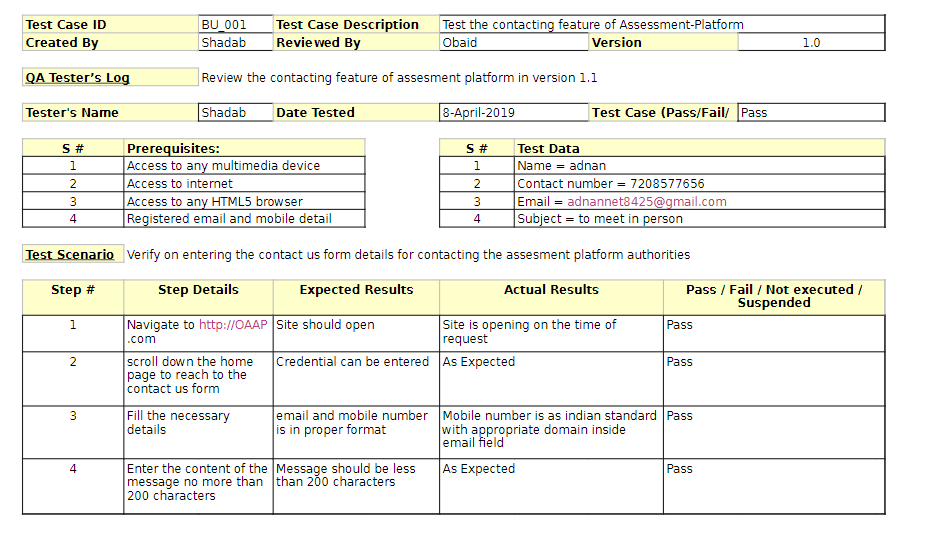 Test Case ID BU_001 Test Case Description Test the contacting feature of Assessment-Platform
Created By Shadab Reviewed By Obaid Version 1.0
QA Tester’s Log Review the contacting feature of assesment platform in version 1.1
Tester's Name Shadab Date Tested 8-April-2019 Test Case (Pass/Fail/ Pass
S # Prerequisites:
1 Access to any multimedia device
2 Access to internet
3 Access to any HTML5 browser
4 Registered email and mobile detail
S # Test Data
1 Name = adnan
2 Contact number = 7208577656
3 Email = adnannet8425@gmail.com
4 Subject = to meet in person
Test Scenario Verify on entering the contact us form details for contacting the assesment platform authorities
Step # Step Details Expected Results Actual Results Pass / Fail / Not executed /
Suspended
1 Navigate to http://OAAP Site should open Site is opening on the time of Pass
.com request
2 scroll down the home Credential can be entered As Expected Pass
page to reach to the
contact us form
3 Fill the necessary email and mobile number Mobile number is as indian standard Pass
details is in proper format with appropriate domain inside
email field
4 Enter the content of the Message should be less As Expected Pass
message no more than than 200 characters
200 characters